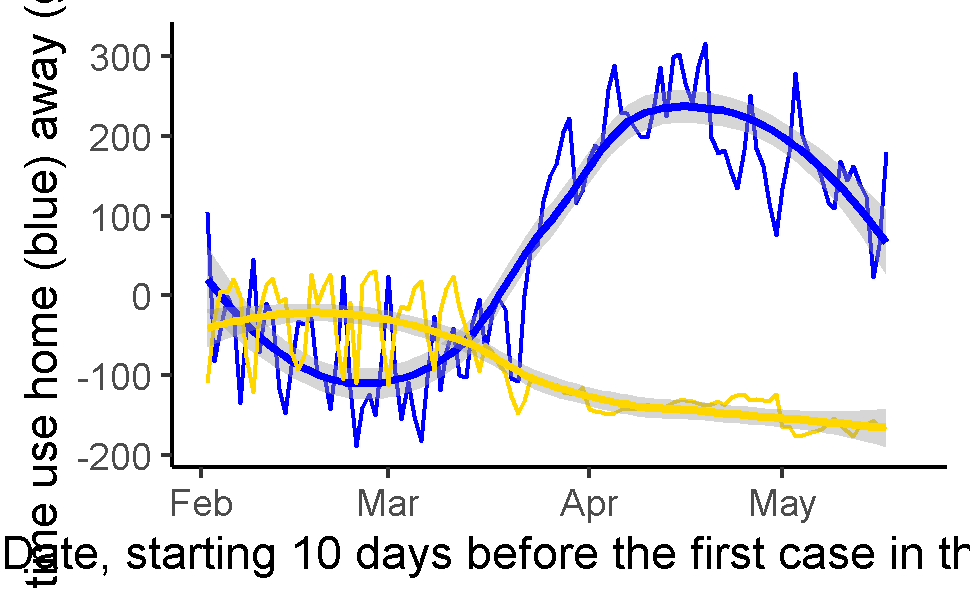 time use home (blue) away (
300
200
100
0
-100
-200
Feb Mar Apr May
Date, starting 10 days before the first case in th